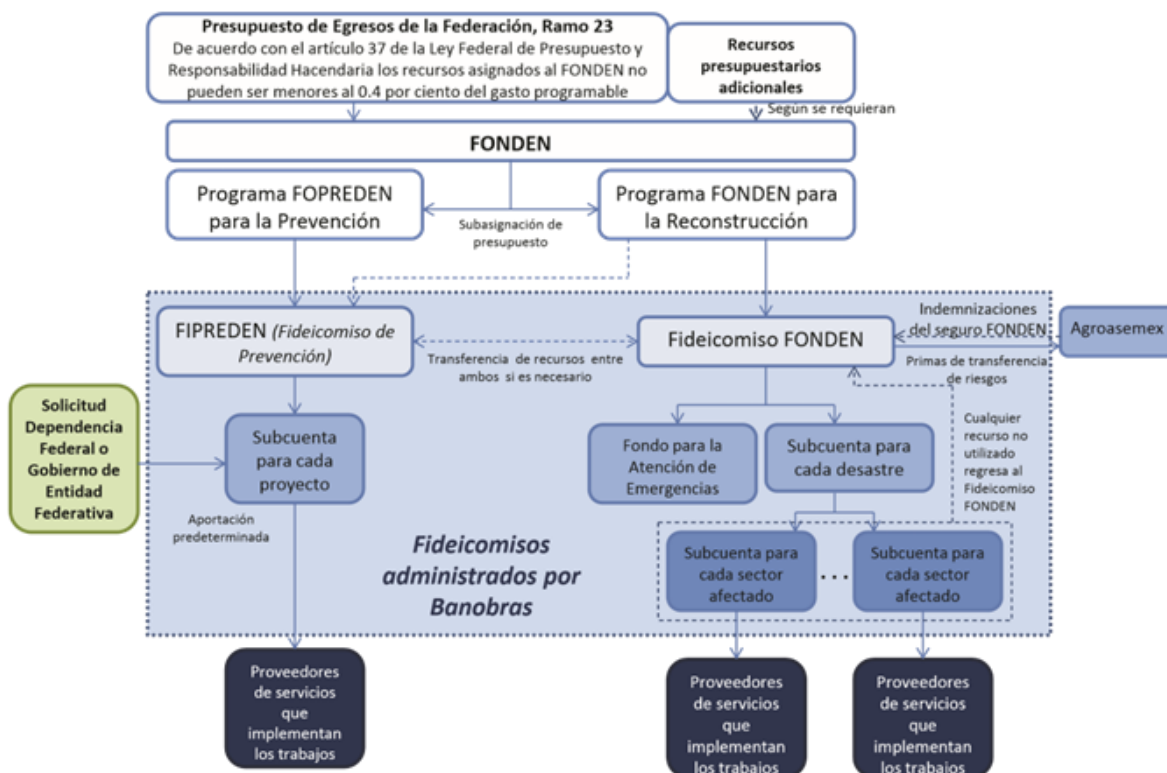 Presupuesto de Egresos de la Federación, Ramo 23
De acuerdo con el artículo 37 de la Ley Federal de Presupuesto y
Responsabilidad Hacendaria los recursos asignados al FONDEN no
pueden ser menores al 0.4 por ciento del gasto programable
Recursos
presupuestarios
adicionales
Según se requieran
FONDEN
Programa FOPREDEN
para la Prevención
Subasignación de
presupuesto
Programa FONDEN para
la Reconstrucción
FIPREDEN (Fideicomiso de
Prevención)
Transferencia de recursos entre
ambos si es necesario
Fideicomiso FONDEN
Indemnizaciones
del seguro FONDEN
Agroasemex
Primas de transferencia
de riesgos
Solicitud
Dependencia
Federal o
Gobierno de
Entidad
Federativa
Subcuenta
para cada
proyecto
Aportación
predeterminada
Fondo para la
Atención de
Emergencias
Subcuenta para
cada desastre
Cualquier
recurso no
utilizado
regresa al
Fideicomiso
FONDEN
Fideicomisos
administrados por
Banobras
Subcuenta para
cada sector
afectado
...
Subcuenta para
cada sector
afectado
Proveedores
de servicios
que
implementan
los trabajos
Proveedores
de servicios
que
implementan
los trabajos
Proveedores
de servicios
que
implementan
los trabajos